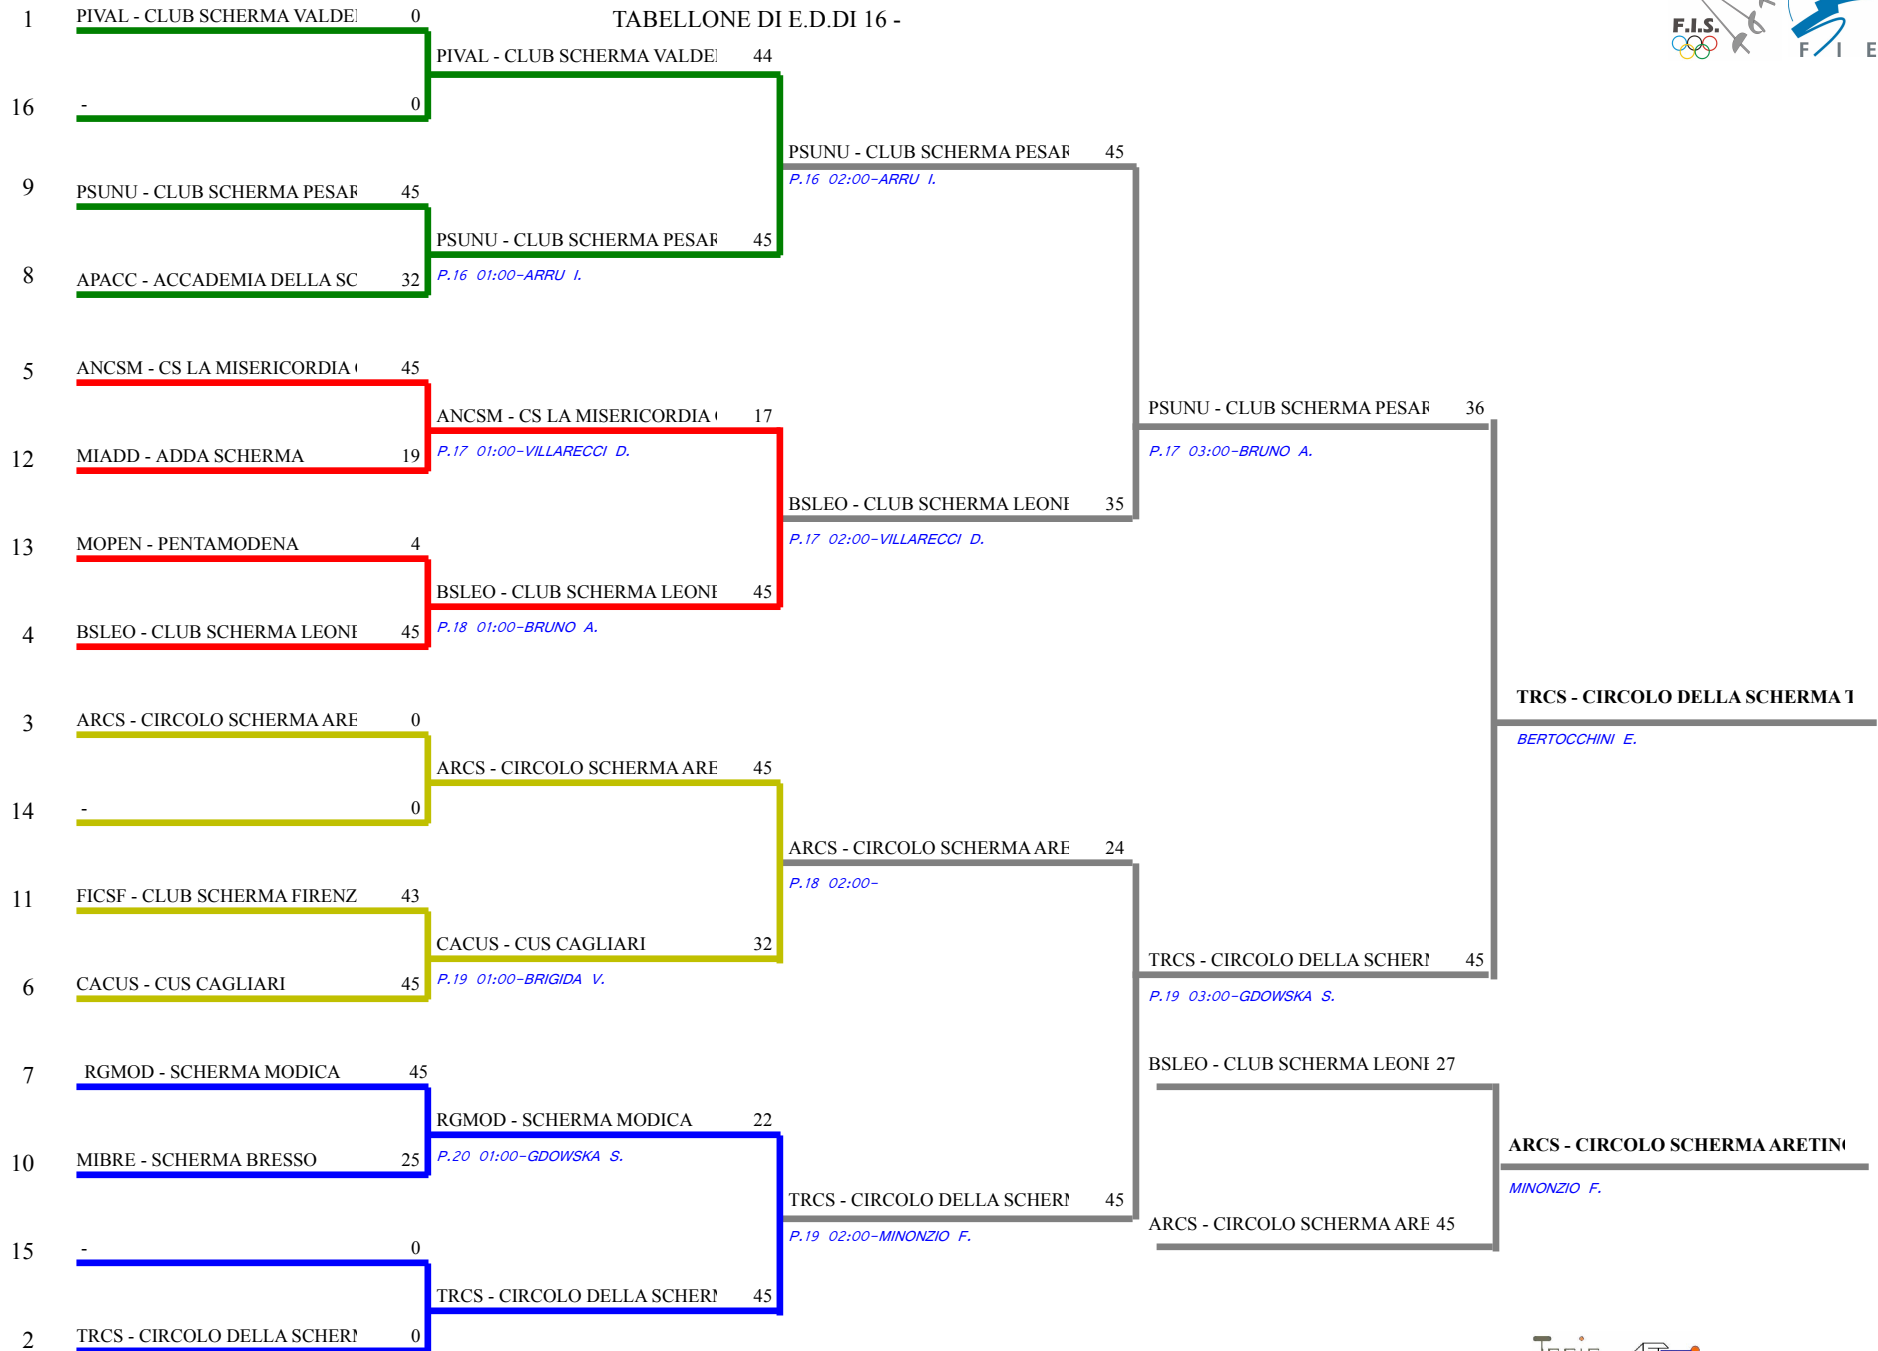 TABELLONE DI E.D.DI 16 -
F.I.S.
F I E
1 PIVAL - CLUB SCHERMA VALDE 0
PIVAL - CLUB SCHERMA VALDE 44
16 - 0
PSUNU - CLUB SCHERMA PESAR 45
P.16 02:00-ARRU I.
9 PSUNU - CLUB SCHERMA PESAR 45
PSUNU - CLUB SCHERMA PESAR 45
P.16 01:00-ARRU I.
8 APACC - ACCADEMIA DELLA SC 32
5 ANCSM - CS LA MISERICORDIA 45
ANCSM - CS LA MISERICORDIA 17
P.17 01:00-VILLARECCI D.
PSUNU - CLUB SCHERMA PESAR 36
P.17 03:00-BRUNO A.
12 MIADD - ADDA SCHERMA 19
BSLEO - CLUB SCHERMA LEONE 35
P.17 02:00-VILLARECCI D.
13 MOPEN - PENTAMODENA 4
BSLEO - CLUB SCHERMA LEONE 45
P.18 01:00-BRUNO A.
4 BSLEO - CLUB SCHERMA LEONE 45
TRCS - CIRCOLO DELLA SCHERMA T
BERTOCCHINI E.
3 ARCS - CIRCOLO SCHERMA ARE 0
ARCS - CIRCOLO SCHERMA ARE 45
14 - 0
ARCS - CIRCOLO SCHERMA ARE 24
P.18 02:00-
11 FICSF - CLUB SCHERMA FIRENZ 43
CACUS - CUS CAGLIARI 32
P.19 01:00-BRIGIDA V.
TRCS - CIRCOLO DELLA SCHERM 45
P.19 03:00-GDOWSKA S.
6 CACUS - CUS CAGLIARI 45
7 RGMOD - SCHERMA MODICA 45
BSLEO - CLUB SCHERMA LEONE 27
RGMOD - SCHERMA MODICA 22
P.20 01:00-GDOWSKA S.
10 MIBRE - SCHERMA BRESSO 25
ARCS - CIRCOLO SCHERMA ARETINO
MINONZIO F.
TRCS - CIRCOLO DELLA SCHERM 45
P.19 02:00-MINONZIO F.
ARCS - CIRCOLO SCHERMA ARE 45
15 - 0
TRCS - CIRCOLO DELLA SCHERM 45
2 TRCS - CIRCOLO DELLA SCHERM 0